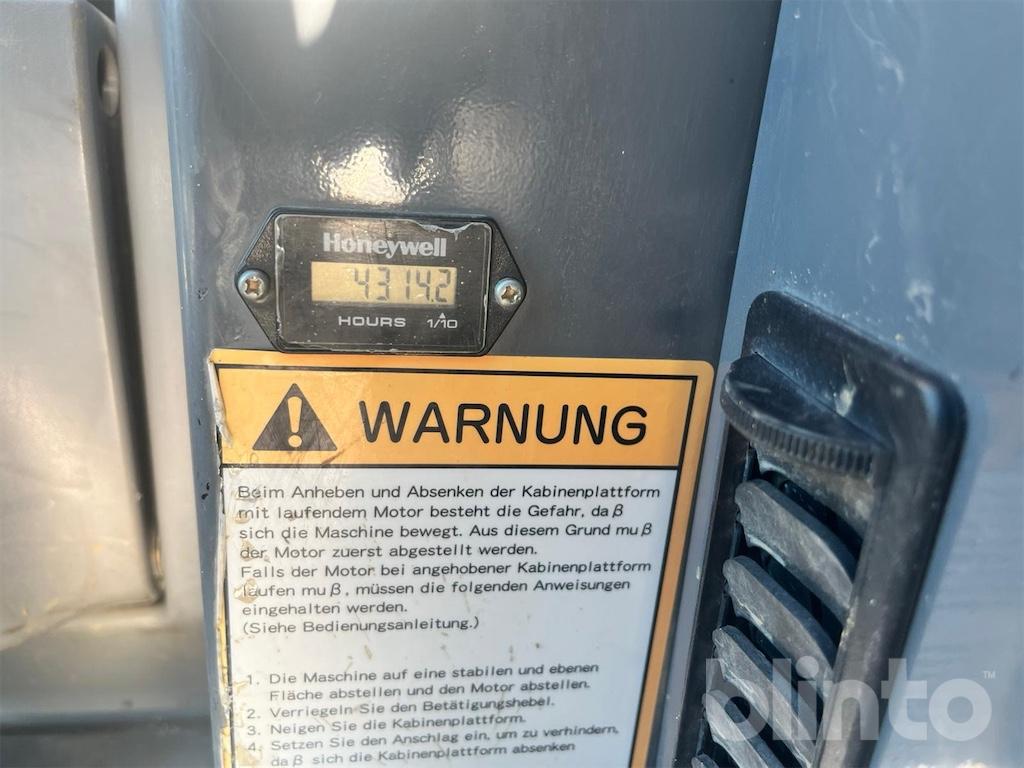 Honeywell
4314.2
HOURS 1/10
WARNUNG
Beim Anheben und Absenken der Kabinenplattform
mit laufendem Motor besteht die Gefahr, daβ
sich die Maschine bewegt. Aus diesem Grund muβ
der Motor zuerst abgestellt werden.
Falls der Motor bei angehobener Kabinenplattform
laufen muβ, müssen die folgenden Anweisungen
eingehalten werden.
(Siehe Bedienungsanleitung.)
1. Die Maschine auf eine stabilen und ebenen
Fläche abstellen und den Motor abstellen.
2. Verriegeln Sie den Betätigungshebel.
3. Neigen Sie die Kabinenplattform.
4. Setzen Sie den Anschlag ein, um zu verhindern,
daβ sich die Kabinenplattform absenken
blinto™